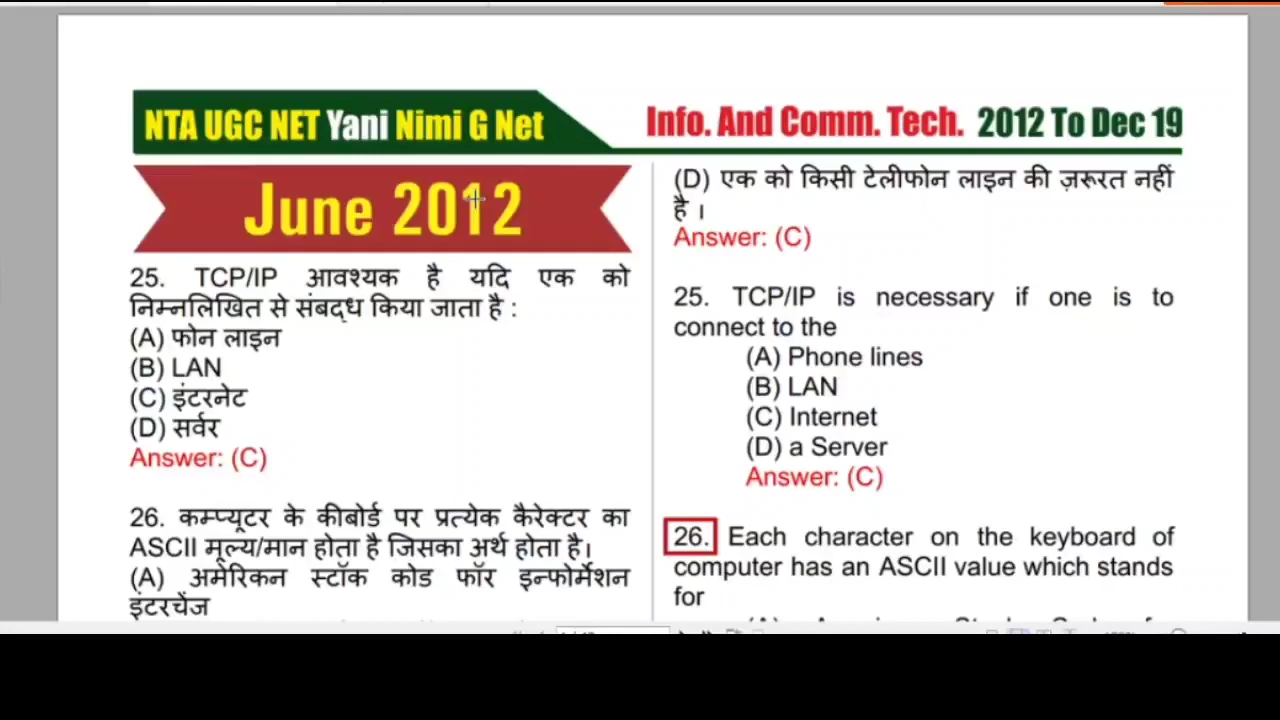 NTA UGC NET Yani Nimi G Net
Info. And Comm. Tech. 2012 To Dec 19
June 2012
25. TCP/IP आवश्यक है यदि एक को
निम्नलिखित से संबद्ध किया जाता है :
(A) फोन लाइन
(B) LAN
(C) इंटरनेट
(D) सर्वर
Answer: (C)
26. कम्प्यूटर के कीबोर्ड पर प्रत्येक कैरेक्टर का
ASCII मूल्य/मान होता है जिसका अर्थ होता है।
(A) अमेरिकन स्टॉक कोड फॉर इन्फोर्मेशन
इंटरचेंज
(D) एक को किसी टेलीफोन लाइन की ज़रूरत नहीं
है ।
Answer: (C)
25. TCP/IP is necessary if one is to
connect to the
(A) Phone lines
(B) LAN
(C) Internet
(D) a Server
Answer: (C)
26. Each character on the keyboard of
computer has an ASCII value which stands
for